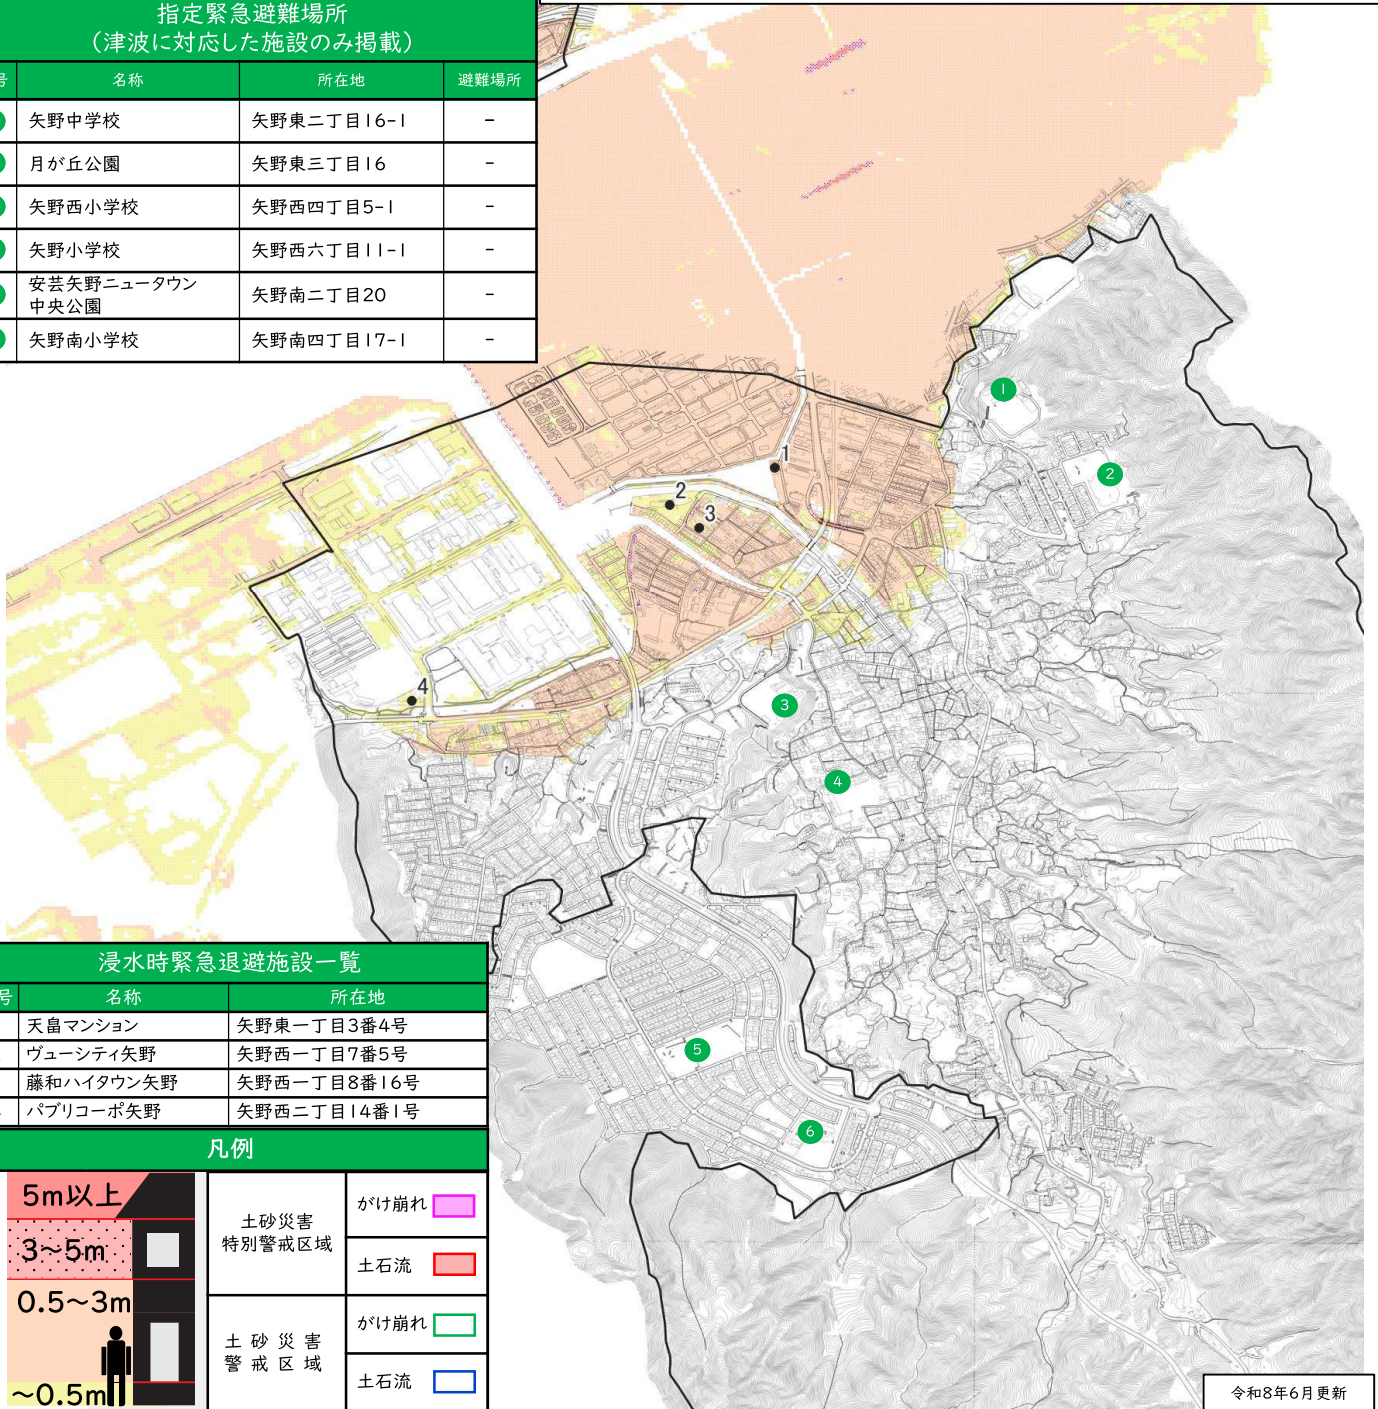 指定緊急避難場所
（津波に対応した施設のみ掲載）
号 名称 所在地 避難場所
矢野中学校 矢野東二丁目16-1 -
月が丘公園 矢野東三丁目16 -
矢野西小学校 矢野西四丁目5-1 -
矢野小学校 矢野西六丁目11-1 -
安芸矢野ニュータウン
中央公園 矢野南二丁目20 -
矢野南小学校 矢野南四丁目17-1 -
1
2
1
2
3
4
3
4
5
6
浸水時緊急退避施設一覧
号 名称 所在地
天畠マンション 矢野東一丁目3番4号
ヴューシティ矢野 矢野西一丁目7番5号
藤和ハイタウン矢野 矢野西一丁目8番16号
パブリコーポ矢野 矢野西二丁目14番1号
凡例
5m以上
3～5m
0.5～3m
～0.5m
土砂災害
特別警戒区域
がけ崩れ
土石流
土砂災害
警戒区域
がけ崩れ
土石流
令和8年6月更新